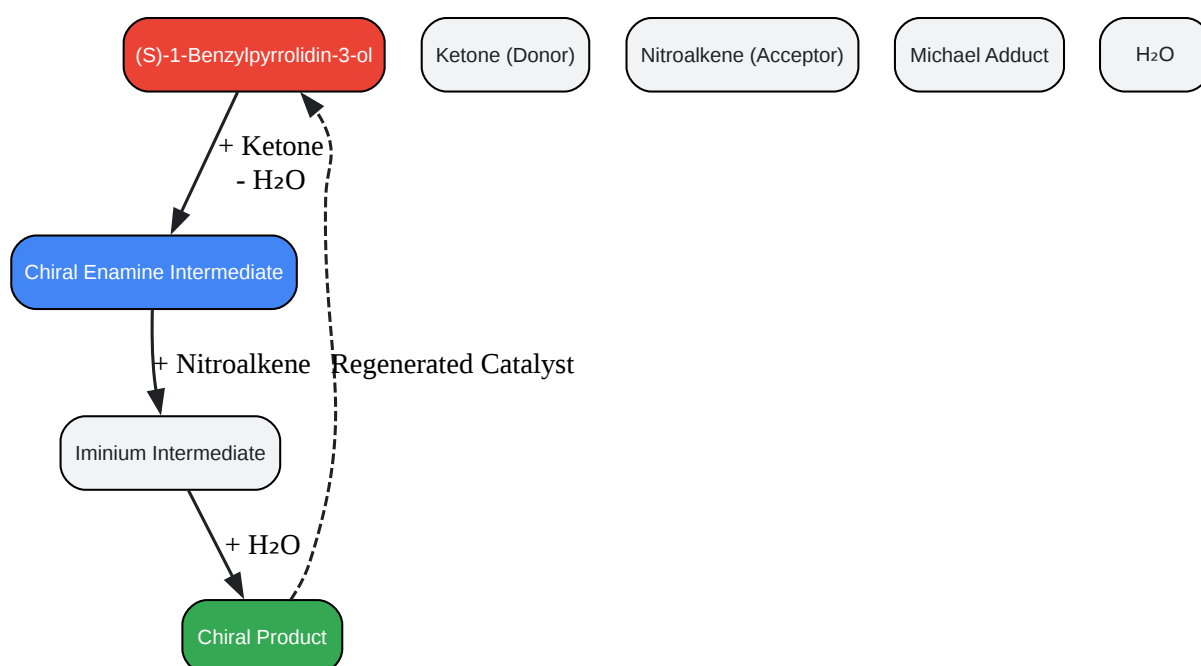 (S)-1-Benzylpyrrolidin-3-ol
Ketone (Donor)
Nitroalkene (Acceptor)
Michael Adduct
H₂O
+ Ketone
- H₂O
Chiral Enamine Intermediate
+ Nitroalkene
Regenerated Catalyst
Iminium Intermediate
+ H₂O
Chiral Product